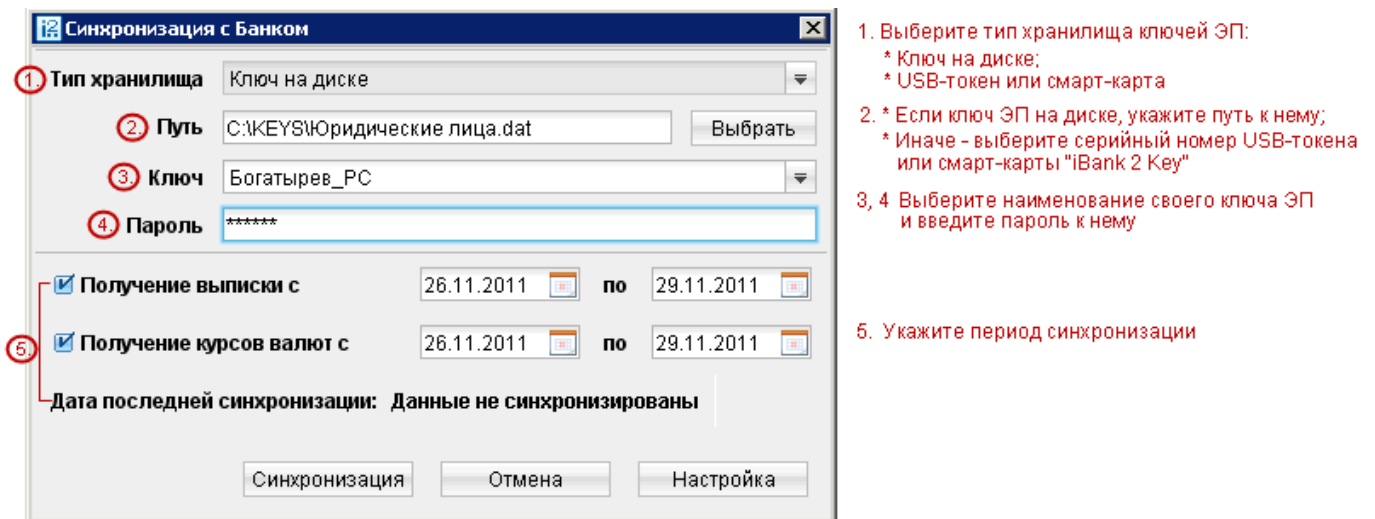 Синхронизация с Банком
1. Тип хранилища Ключ на диске
2. Путь C:\KEYS\Юридические лица.dat Выбрать
3. Ключ Богатырев_РС
4. Пароль ******
Получение выписки с 26.11.2011 по 29.11.2011
5. Получение курсов валют с 26.11.2011 по 29.11.2011
Дата последней синхронизации: Данные не синхронизированы
Синхронизация Отмена Настройка
1. Выберите тип хранилища ключей ЭП:
* Ключ на диске;
* USB-токен или смарт-карта
2. * Если ключ ЭП на диске, укажите путь к нему;
* Иначе - выберите серийный номер USB-токена
или смарт-карты "iBank 2 Key"
3, 4 Выберите наименование своего ключа ЭП
и введите пароль к нему
5. Укажите период синхронизации